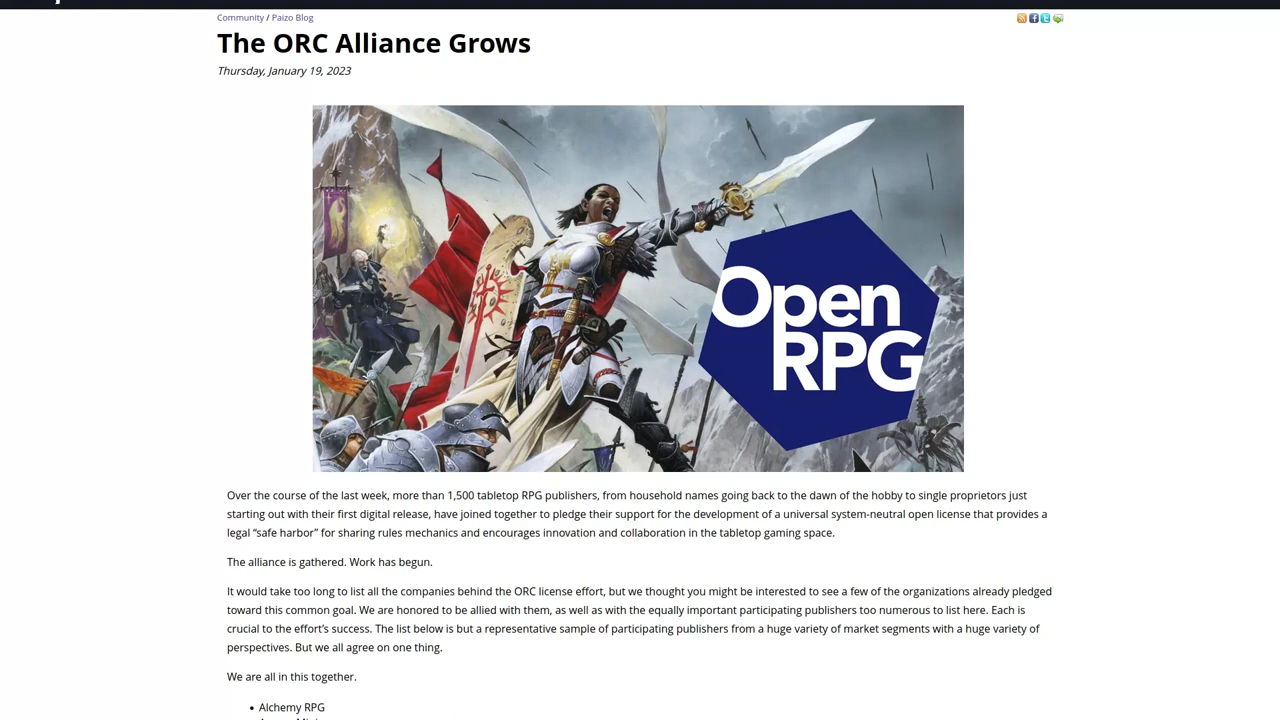 Community / Paizo Blog
The ORC Alliance Grows
Thursday, January 19, 2023
Open
RPG
Over the course of the last week, more than 1,500 tabletop RPG publishers, from household names going back to the dawn of the hobby to single proprietors just
starting out with their first digital release, have joined together to pledge their support for the development of a universal system-neutral open license that provides a
legal “safe harbor” for sharing rules mechanics and encourages innovation and collaboration in the tabletop gaming space.
The alliance is gathered. Work has begun.
It would take too long to list all the companies behind the ORC license effort, but we thought you might be interested to see a few of the organizations already pledged
toward this common goal. We are honored to be allied with them, as well as with the equally important participating publishers too numerous to list here. Each is
crucial to the effort’s success. The list below is but a representative sample of participating publishers from a huge variety of market segments with a huge variety of
perspectives. But we all agree on one thing.
We are all in this together.
• Alchemy RPG